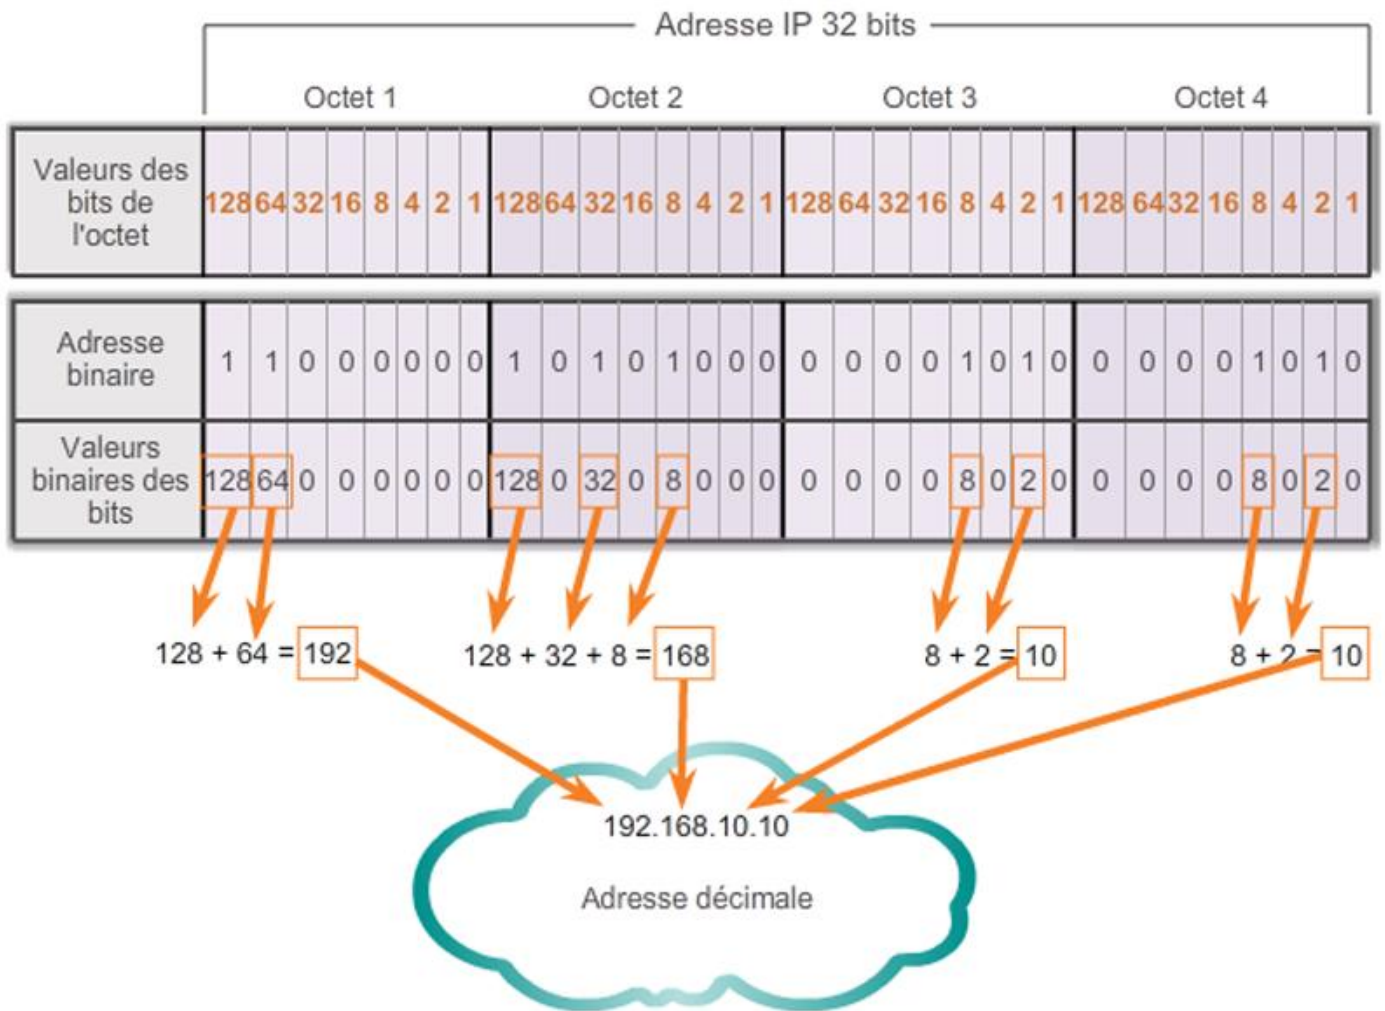 Adresse IP 32 bits
Octet 1 Octet 2 Octet 3 Octet 4
Valeurs des
bits de
l'octet
128 64 32 16 8 4 2 1 128 64 32 16 8 4 2 1 128 64 32 16 8 4 2 1 128 64 32 16 8 4 2 1
Adresse
binaire
1 1 0 0 0 0 0 0 1 0 1 0 1 0 0 0 0 0 0 0 1 0 1 0 0 0 0 0 1 0 1 0
Valeurs
binaires des
bits
128 64 0 0 0 0 0 0 128 0 32 0 8 0 0 0 0 0 0 0 8 0 2 0 0 0 0 0 8 0 2 0
128 + 64 = 192 128 + 32 + 8 = 168 8 + 2 = 10 8 + 2 = 10
192.168.10.10
Adresse décimale